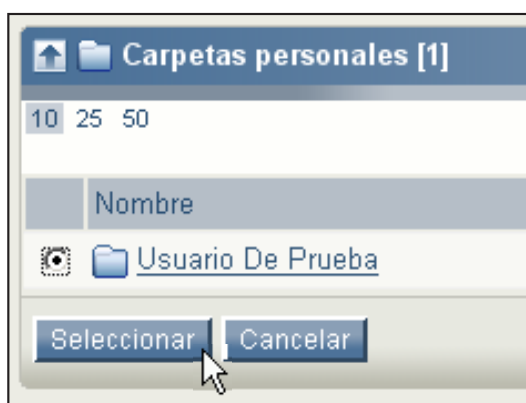 Carpetas personales [1]
10 25 50
Nombre
Usuario De Prueba
Seleccionar Cancelar